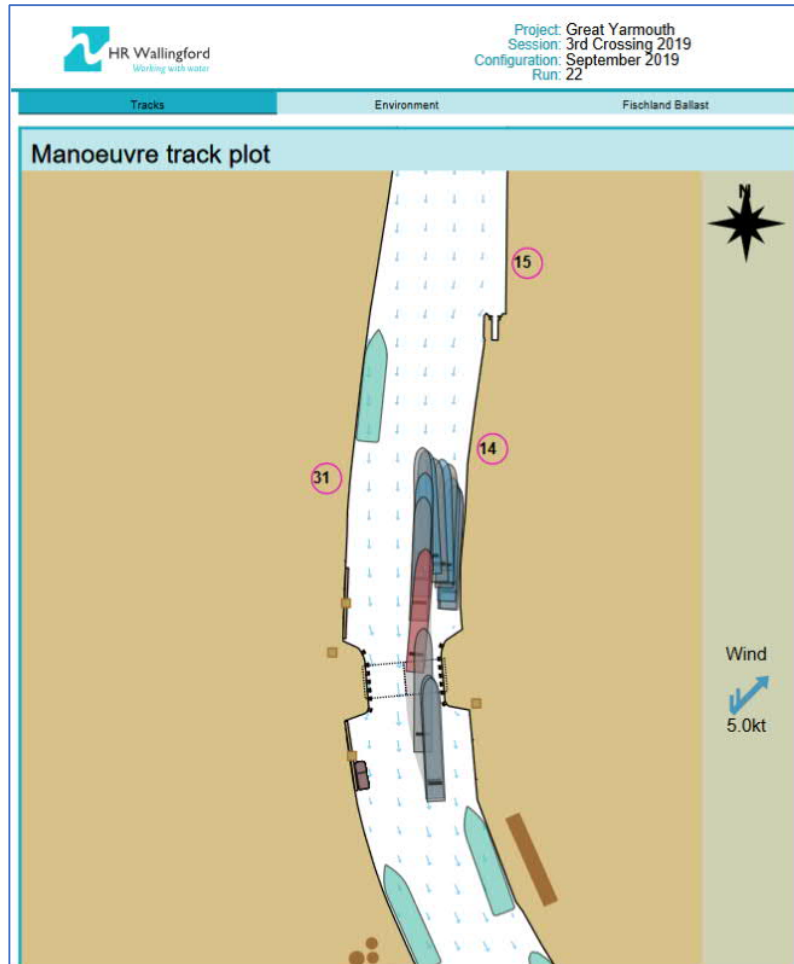 HR Wallingford
Working with water
Project: Great Yarmouth
Session: 3rd Crossing 2019
Configuration: September 2019
Run: 22
Tracks Environment Fischland Ballast
Manoeuvre track plot
N
15
14
31
Wind
5.0kt